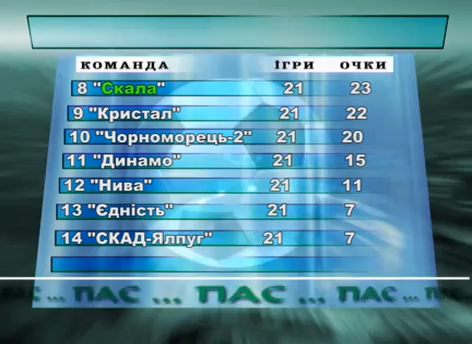 КОМАНДА ІГРИ ОЧКИ
8 "Скала" 21 23
9 "Кристал" 21 22
10 "Чорноморець-2" 21 20
11 "Динамо" 21 15
12 "Нива" 21 11
13 "Єдність" 21 7
14 "СКАД-Ялпуг" 21 7
ПАС ... ПАС ... ПАС ...